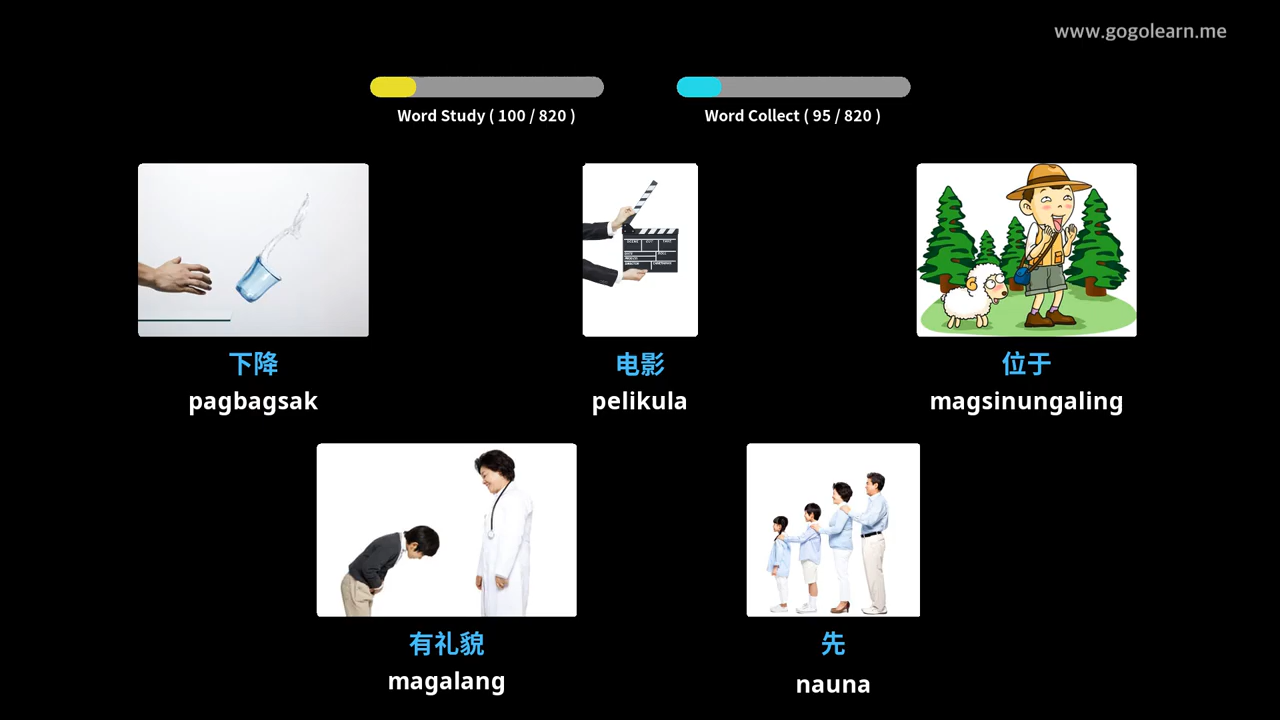 www.gogolearn.me
Word Study ( 100 / 820 )
Word Collect ( 95 / 820 )
下降
pagbagsak
电影
pelikula
位于
magsinungaling
有礼貌
magalang
先
nauna